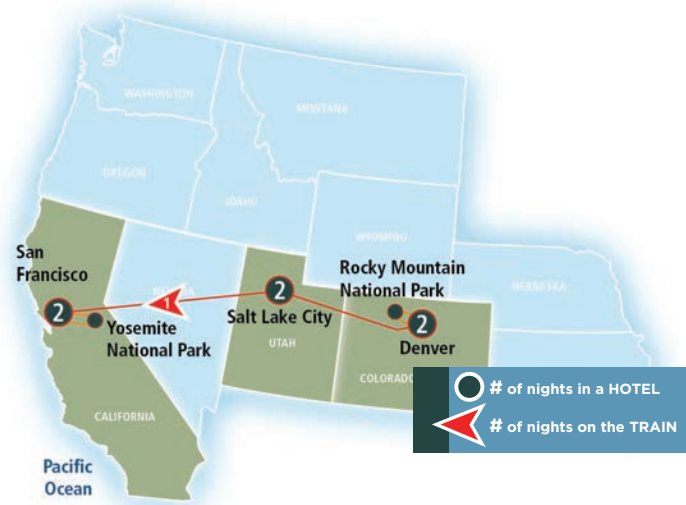 WASHINGTON
MONTANA
OREGON
IDAHO
WYOMING
San
Francisco
NEVADA
Rocky Mountain
National Park
NEBRASKA
2
1
2
2
Yosemite
National Park
Salt Lake City
Denver
UTAH
COLORADO
# of nights in a HOTEL
CALIFORNIA
# of nights on the TRAIN
Pacific
Ocean